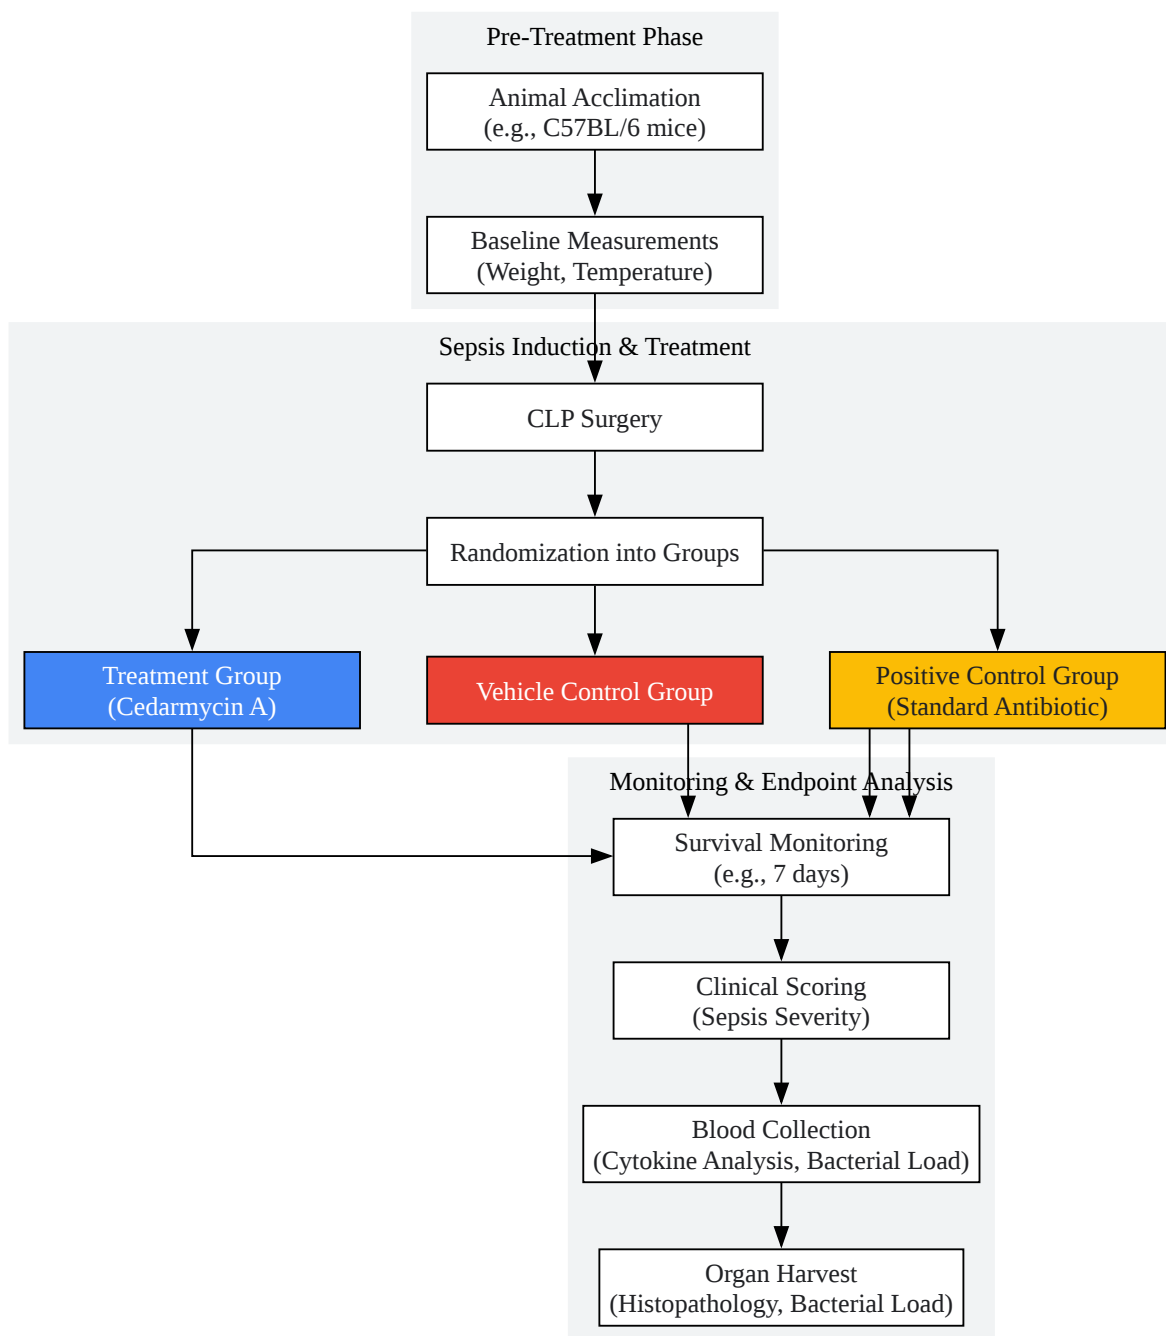 Pre-Treatment Phase
Animal Acclimation
(e.g., C57BL/6 mice)
Baseline Measurements
(Weight, Temperature)
Sepsis Induction & Treatment
CLP Surgery
Randomization into Groups
Treatment Group
(Cedarmycin A)
Vehicle Control Group
Positive Control Group
(Standard Antibiotic)
Monitoring & Endpoint Analysis
Survival Monitoring
(e.g., 7 days)
Clinical Scoring
(Sepsis Severity)
Blood Collection
(Cytokine Analysis, Bacterial Load)
Organ Harvest
(Histopathology, Bacterial Load)